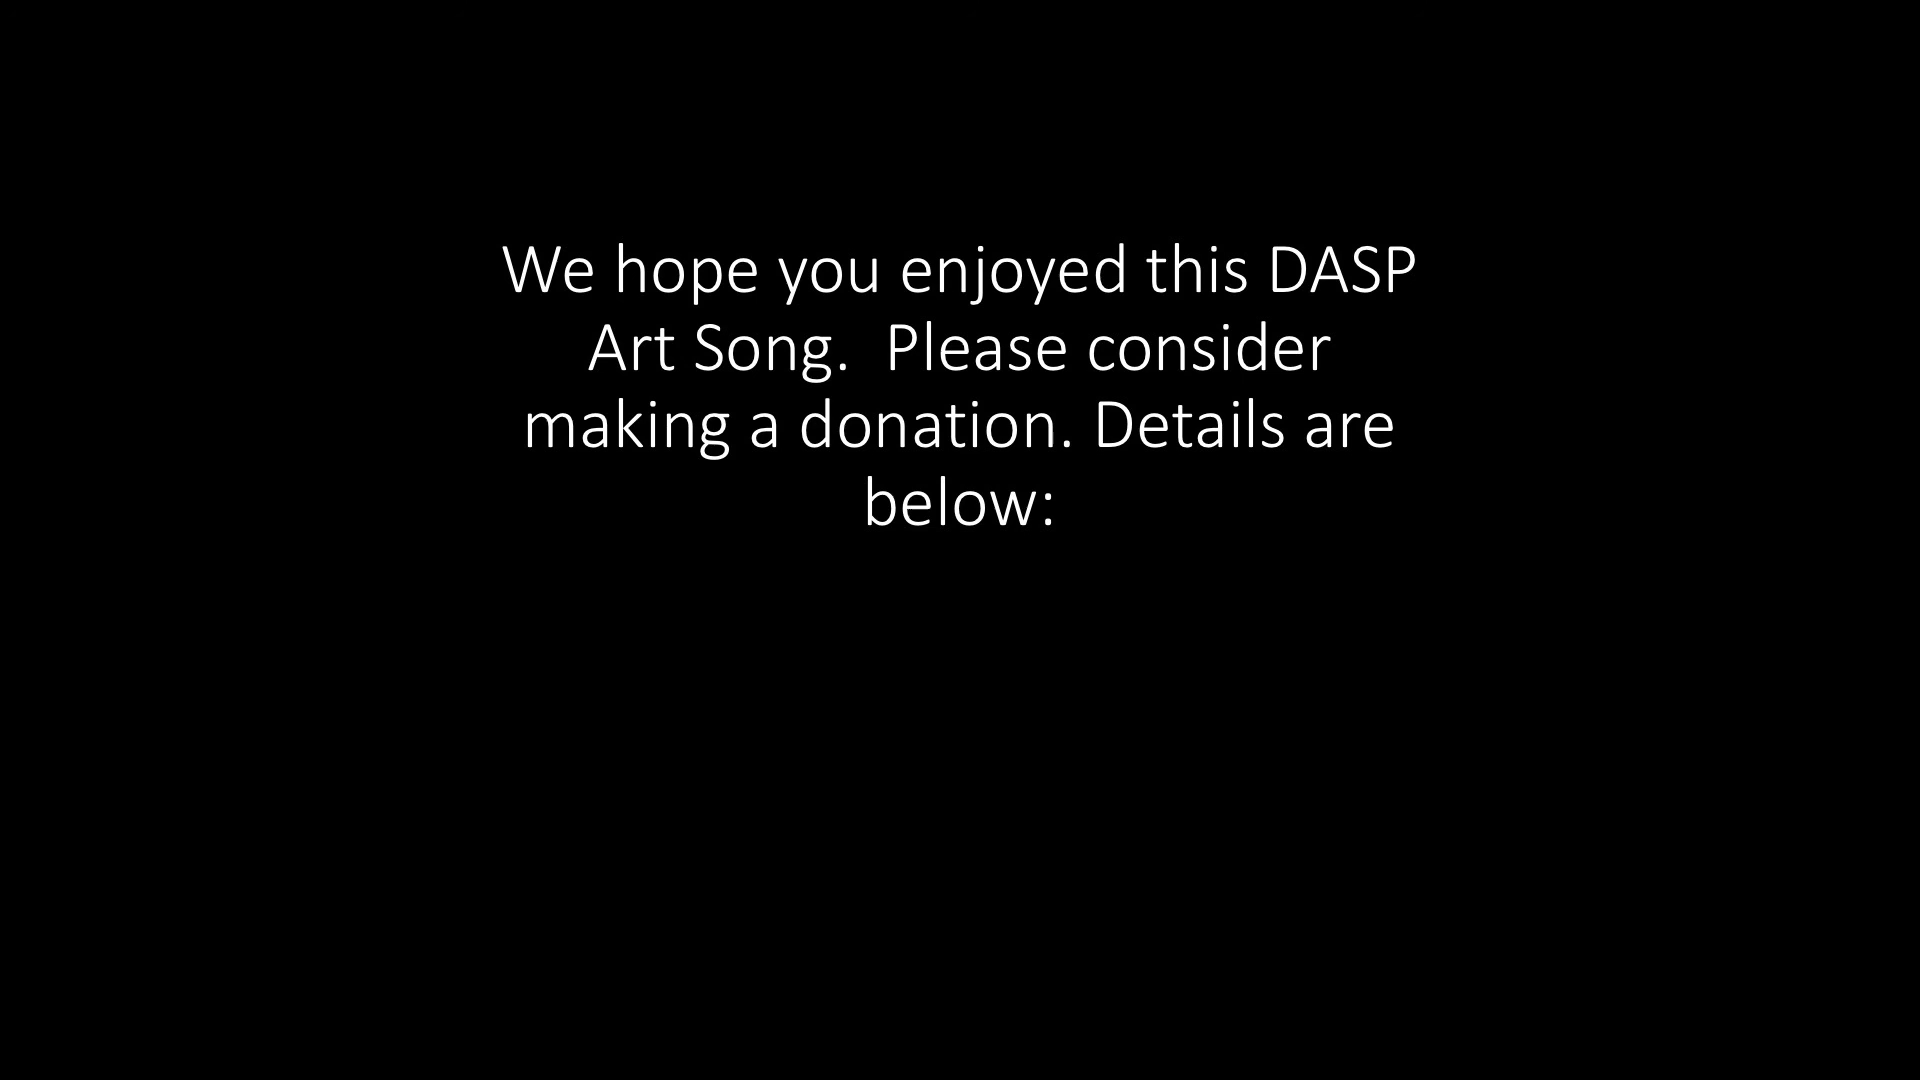 We hope you enjoyed this DASP
Art Song.  Please consider
making a donation. Details are
below: